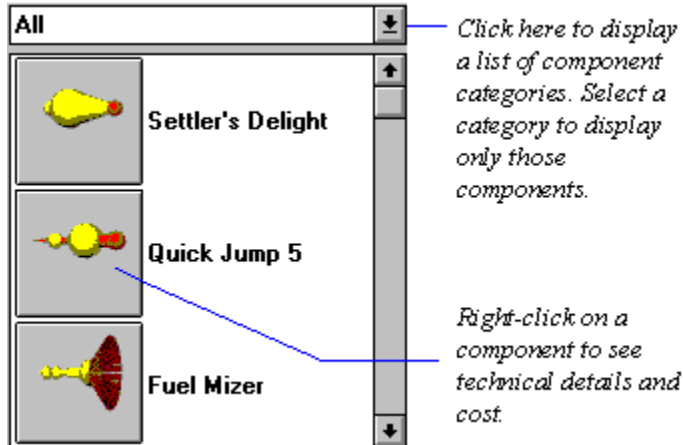 All
Click here to display
a list of component
categories. Select a
category to display
only those
components.
Settler's Delight
Quick Jump 5
Right-click on a
component to see
technical details and
cost.
Fuel Mizer